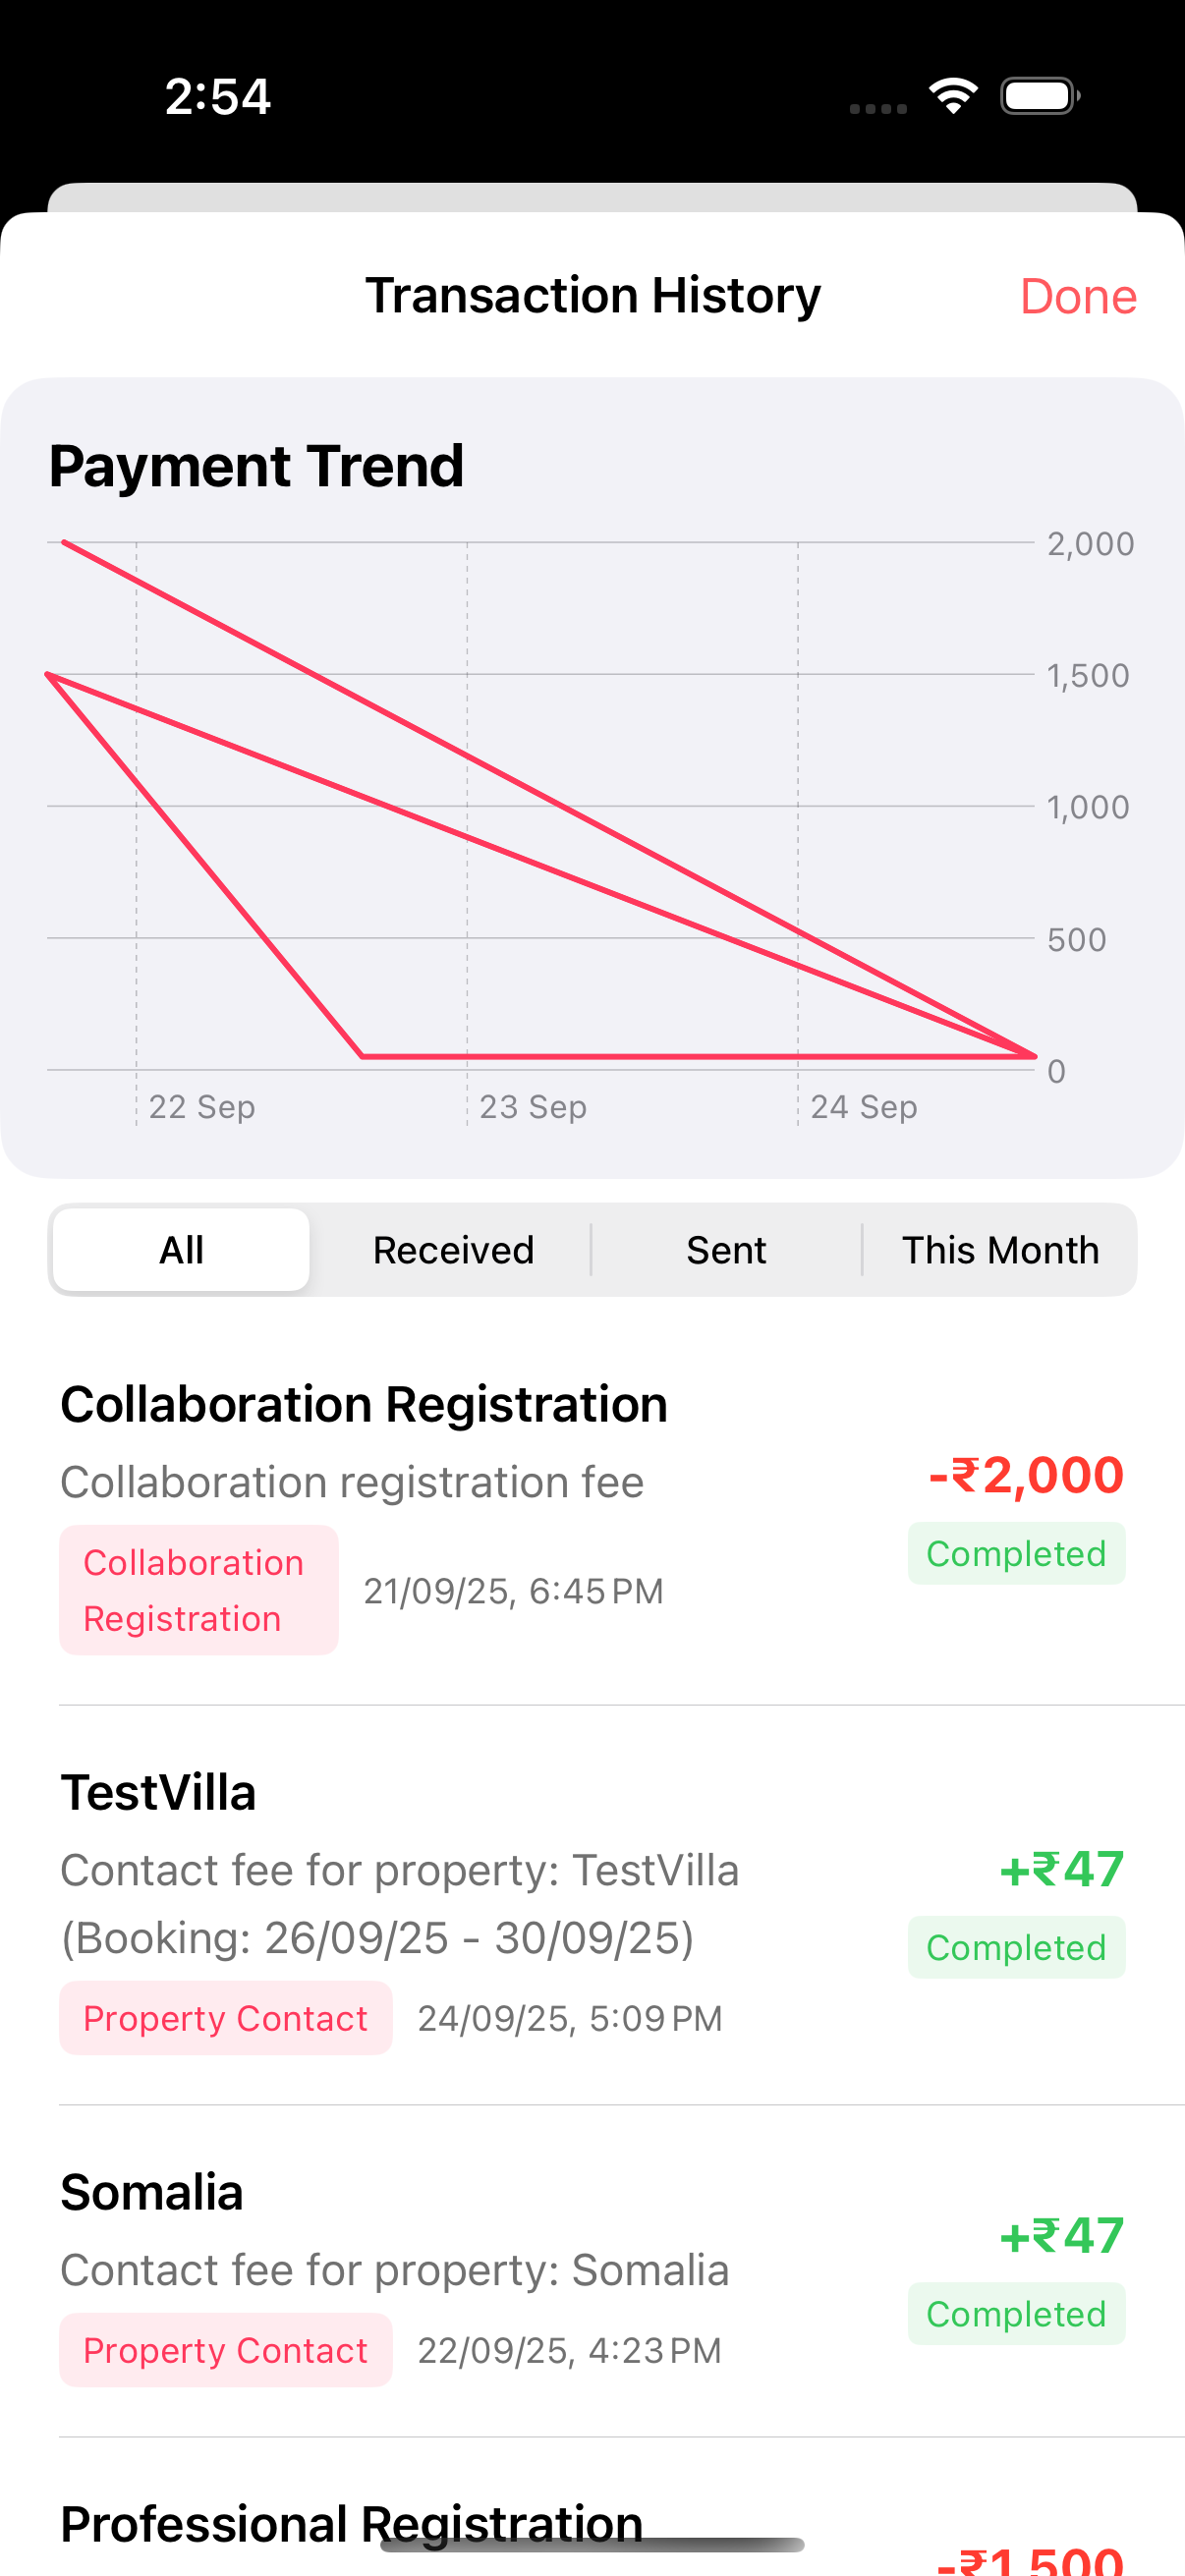 2:54
Transaction History
Done
Payment Trend
2,000
1,500
1,000
500
0
22 Sep
23 Sep
24 Sep
All
Received
Sent
This Month
Collaboration Registration
Collaboration registration fee
-₹2,000
Completed
Collaboration
Registration
21/09/25, 6:45 PM
TestVilla
Contact fee for property: TestVilla
(Booking: 26/09/25 - 30/09/25)
+₹47
Completed
Property Contact
24/09/25, 5:09 PM
Somalia
Contact fee for property: Somalia
+₹47
Completed
Property Contact
22/09/25, 4:23 PM
Professional Registration
-₹1,500